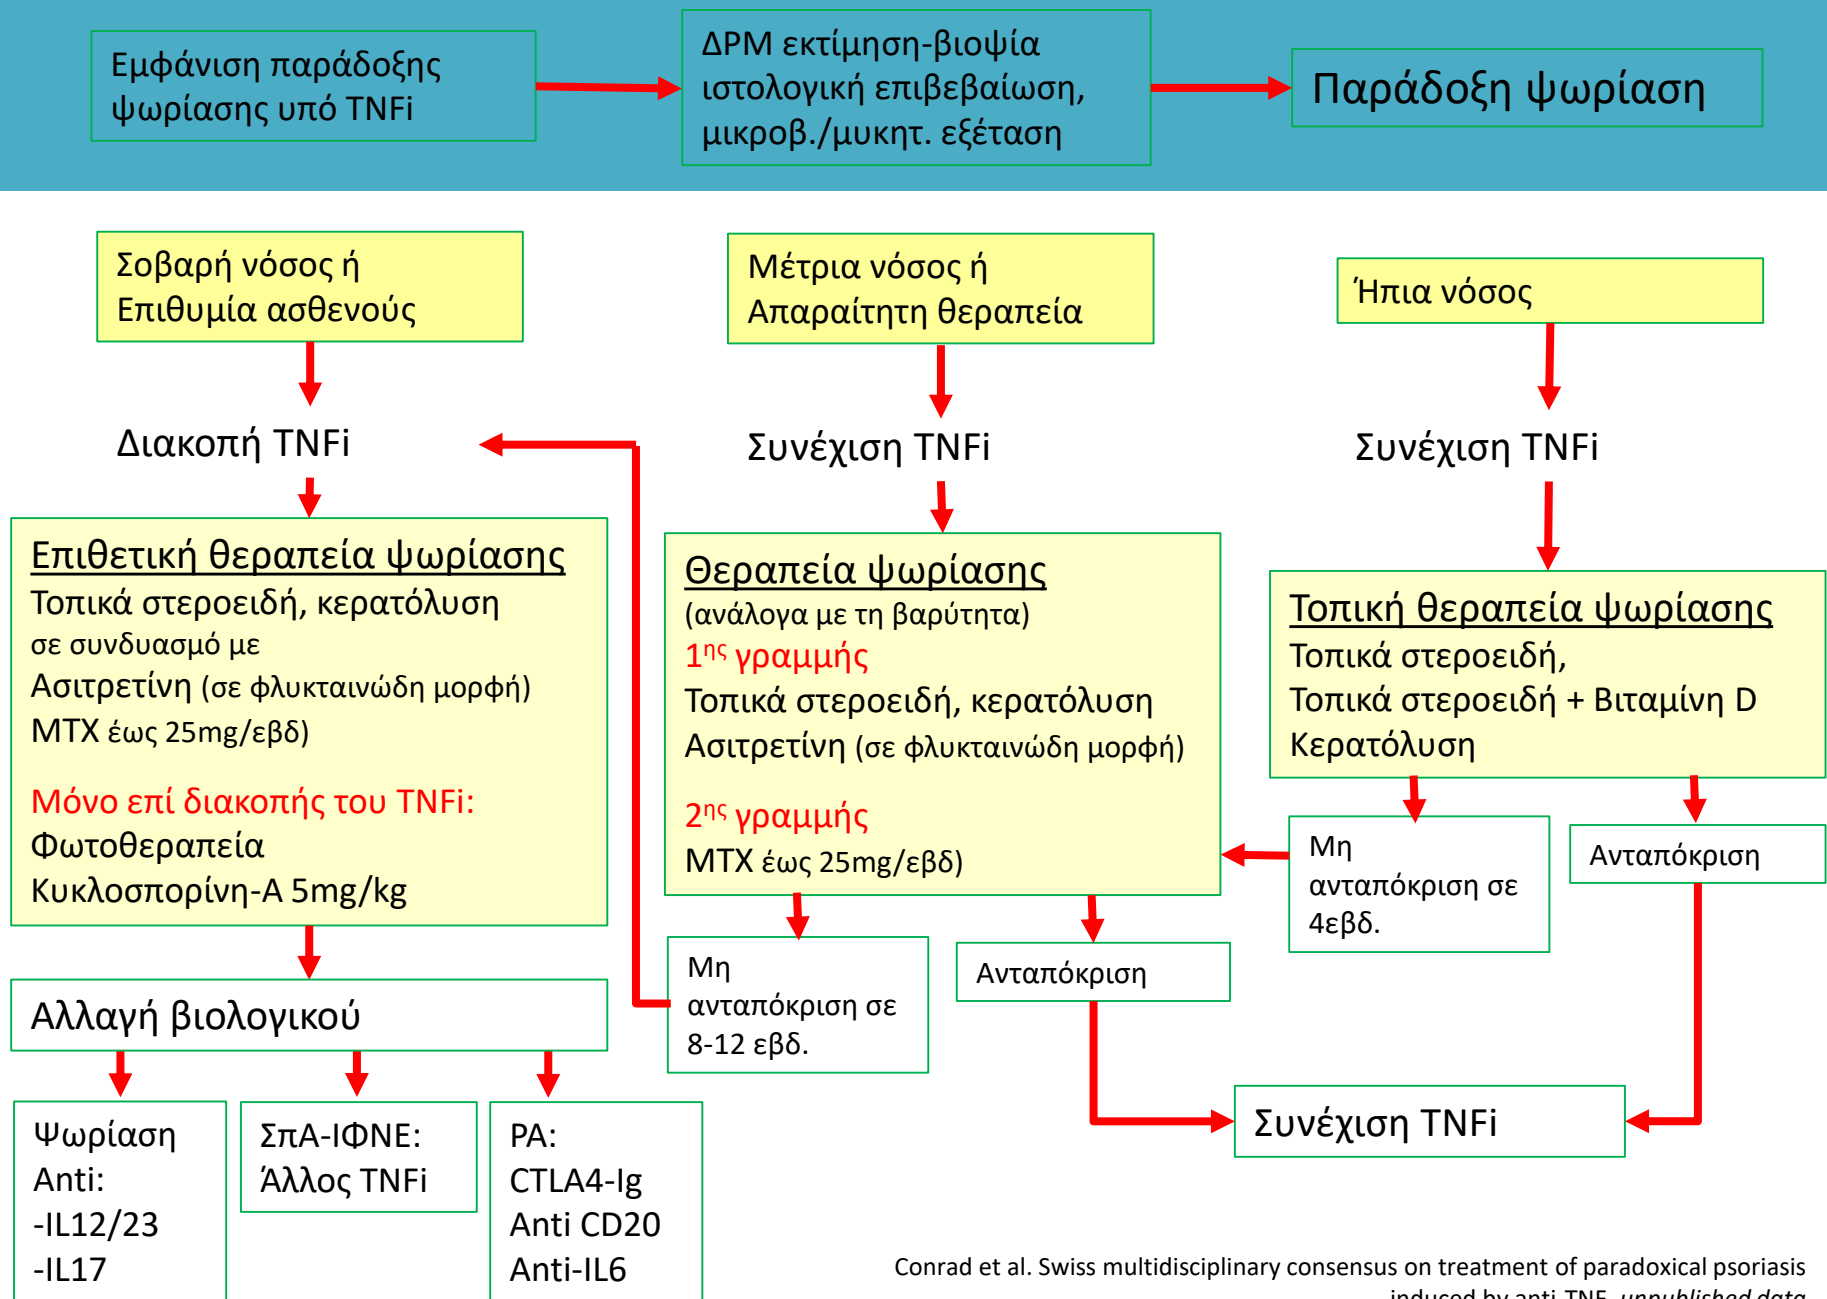 Εμφάνιση παράδοξης
ψωρίασης υπό TNFi
ΔΡΜ εκτίμηση-βιοψία
ιστολογική επιβεβαίωση,
μικροβ./μυκητ. εξέταση
Παράδοξη ψωρίαση
Σοβαρή νόσος ή
Επιθυμία ασθενούς
Μέτρια νόσος ή
Απαραίτητη θεραπεία
Ήπια νόσος
Διακοπή TNFi
Συνέχιση TNFi
Συνέχιση TNFi
Επιθετική θεραπεία ψωρίασης
Τοπικά στεροειδή, κερατόλυση
σε συνδυασμό με
Ασιτρετίνη (σε φλυκταινώδη μορφή)
MTX έως 25mg/εβδ)
Μόνο επί διακοπής του TNFi:
Φωτοθεραπεία
Κυκλοσπορίνη-Α 5mg/kg
Θεραπεία ψωρίασης
(ανάλογα με τη βαρύτητα)
1ης γραμμής
Τοπικά στεροειδή, κερατόλυση
Ασιτρετίνη (σε φλυκταινώδη μορφή)
2ης γραμμής
MTX έως 25mg/εβδ)
Τοπική θεραπεία ψωρίασης
Τοπικά στεροειδή,
Τοπικά στεροειδή + Βιταμίνη D
Κερατόλυση
Μη
ανταπόκριση σε
4εβδ.
Ανταπόκριση
Μη
ανταπόκριση σε
8-12 εβδ.
Ανταπόκριση
Αλλαγή βιολογικού
Συνέχιση TNFi
Ψωρίαση
Anti:
-IL12/23
-IL17
ΣπΑ-ΙΦΝΕ:
Άλλος TNFi
ΡΑ:
CTLA4-Ig
Anti CD20
Anti-IL6
Conrad et al. Swiss multidisciplinary consensus on treatment of paradoxical psoriasis
induced by anti-TNF, unpublished data